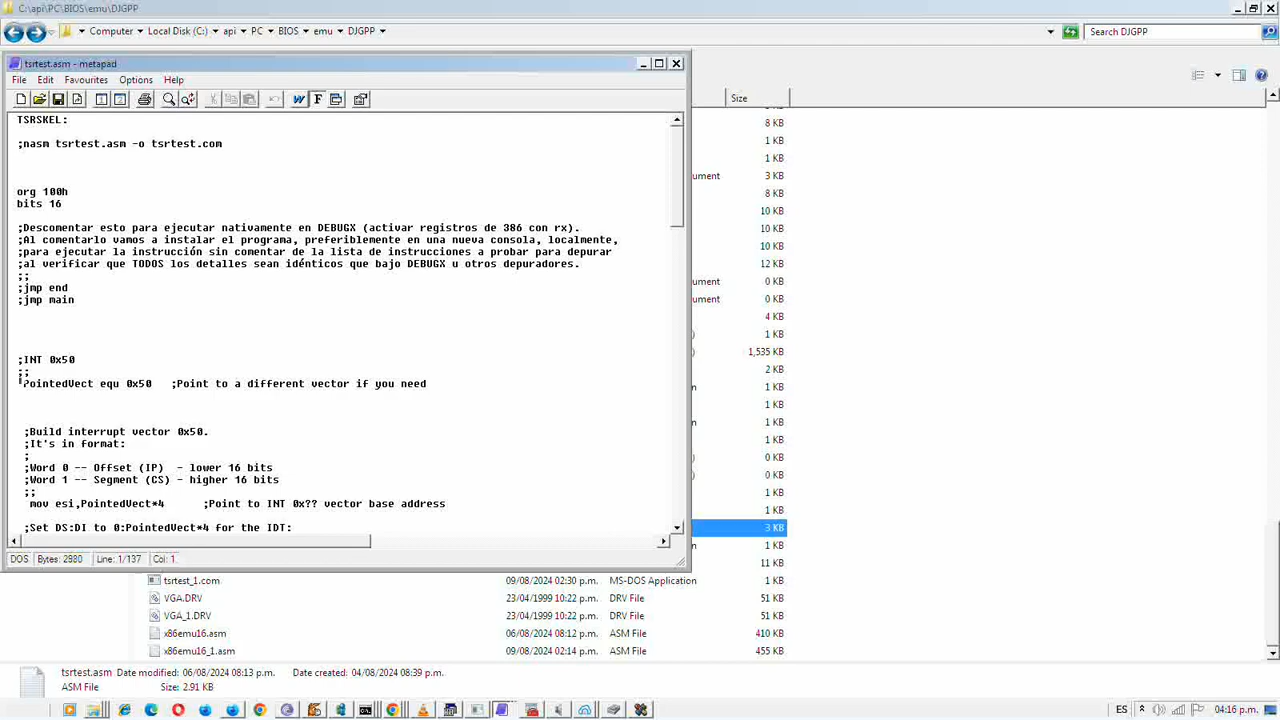 C:\api\PC\BIOS\emu\DJGPP
Computer Local Disk (C:) api PC BIOS emu DJGPP
Search DJGPP
tsrtest.asm - metapad
File Edit Favourites Options Help
TSRSKEL:
;nasm tsrtest.asm -o tsrtest.com
org 100h
bits 16
;Descomentar esto para ejecutar nativamente en DEBUGX (activar registros de 386 con rx).
;Al comentarlo vamos a instalar el programa, preferiblemente en una nueva consola, localmente,
;para ejecutar la instrucción sin comentar de la lista de instrucciones a probar para depurar
;al verificar que TODOS los detalles sean idénticos que bajo DEBUGX u otros depuradores.
;;
;jmp end
;jmp main
;INT 0x50
;;
PointedVect equ 0x50 ;Point to a different vector if you need
;Build interrupt vector 0x50.
;It's in format:
;
;Word 0 -- Offset (IP) - lower 16 bits
;Word 1 -- Segment (CS) - higher 16 bits
;;
mov esi,PointedVect*4 ;Point to INT 0x?? vector base address
;Set DS:DI to 0:PointedVect*4 for the IDT:
DOS Bytes: 2980 Line: 1/137 Col: 1
Size
8 KB
1 KB
1 KB
ument 3 KB
8 KB
10 KB
10 KB
10 KB
12 KB
ument 0 KB
ument 0 KB
4 KB
) 1 KB
) 1,535 KB
2 KB
n 1 KB
1 KB
n 1 KB
1 KB
) 0 KB
) 0 KB
1 KB
1 KB
3 KB
n 1 KB
11 KB
tsrtest_1.com 09/08/2024 02:30 p.m. MS-DOS Application 1 KB
VGA.DRV 23/04/1999 10:22 p.m. DRV File 51 KB
VGA_1.DRV 23/04/1999 10:22 p.m. DRV File 51 KB
x86emu16.asm 06/08/2024 08:12 p.m. ASM File 410 KB
x86emu16_1.asm 09/08/2024 02:14 p.m. ASM File 455 KB
tsrtest.asm Date modified: 06/08/2024 08:13 p.m. Date created: 04/08/2024 08:39 p.m.
ASM File Size: 2.91 KB
ES 04:16 p.m.